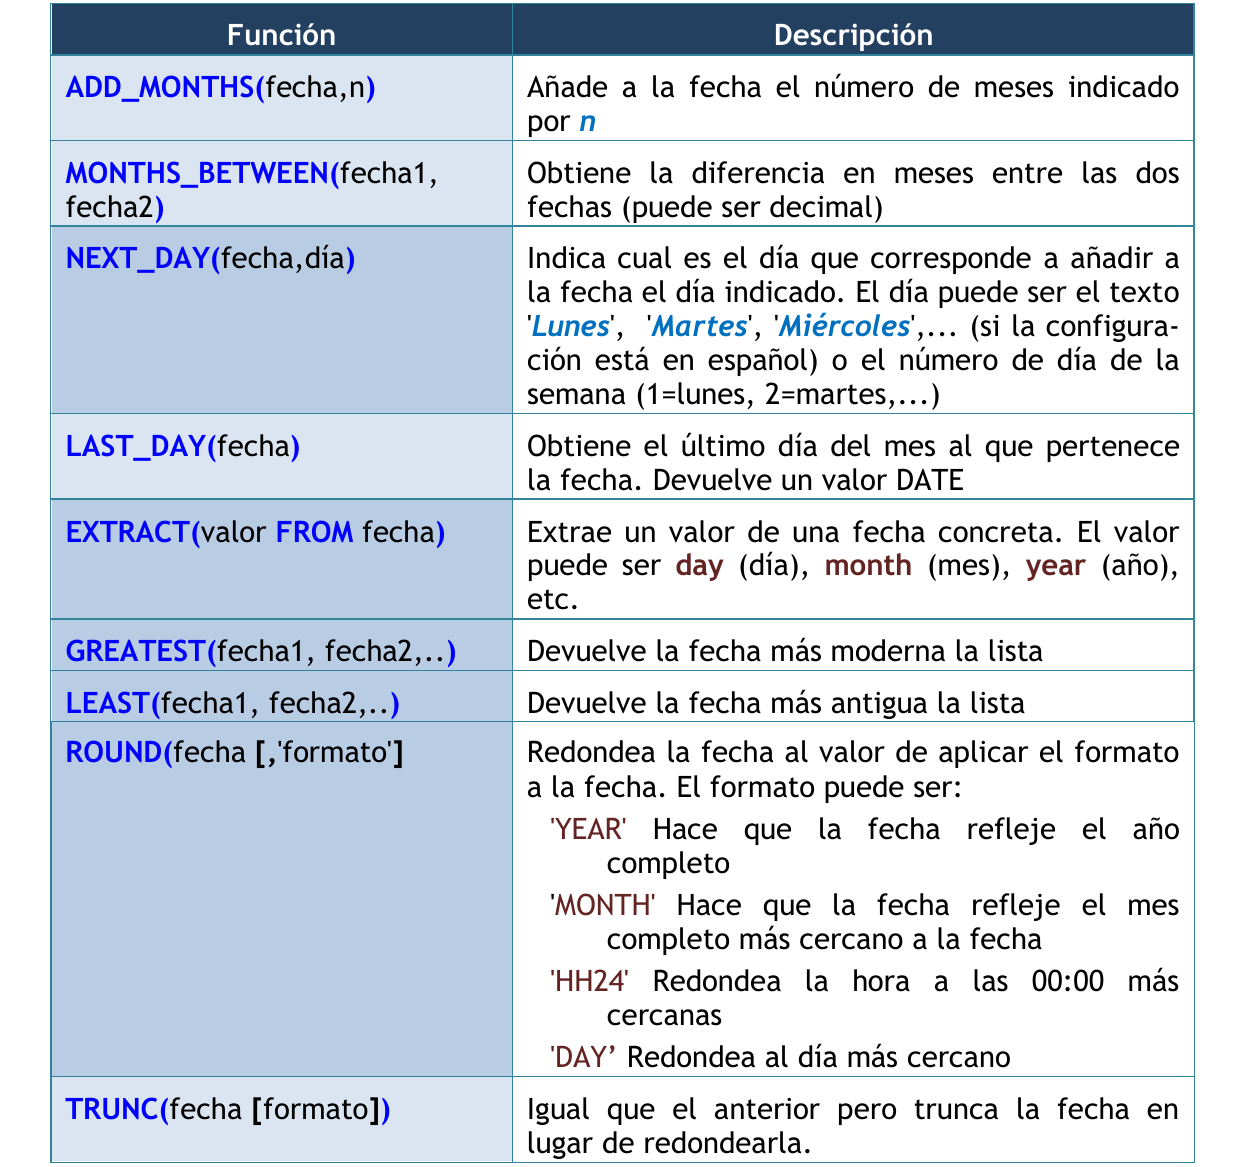 Función
Descripción
ADD_MONTHS(fecha,n)
Añade a la fecha el número de meses indicado
por n
MONTHS_BETWEEN(fecha1,
fecha2)
Obtiene la diferencia en meses entre las dos
fechas (puede ser decimal)
NEXT_DAY(fecha,día)
Indica cual es el día que corresponde a añadir a
la fecha el día indicado. El día puede ser el texto
'Lunes', 'Martes', 'Miércoles',... (si la configura-
ción está en español) o el número de día de la
semana (1=lunes, 2=martes,...)
LAST_DAY(fecha)
Obtiene el último día del mes al que pertenece
la fecha. Devuelve un valor DATE
EXTRACT(valor FROM fecha)
Extrae un valor de una fecha concreta. El valor
puede ser day (día), month (mes), year (año),
etc.
GREATEST(fecha1, fecha2,..)
Devuelve la fecha más moderna la lista
LEAST(fecha1, fecha2,..)
Devuelve la fecha más antigua la lista
ROUND(fecha [,'formato']
Redondea la fecha al valor de aplicar el formato
a la fecha. El formato puede ser:
'YEAR' Hace que la fecha refleje el año
completo
'MONTH' Hace que la fecha refleje el mes
completo más cercano a la fecha
'HH24' Redondea la hora a las 00:00 más
cercanas
'DAY’ Redondea al día más cercano
TRUNC(fecha [formato])
Igual que el anterior pero trunca la fecha en
lugar de redondearla.